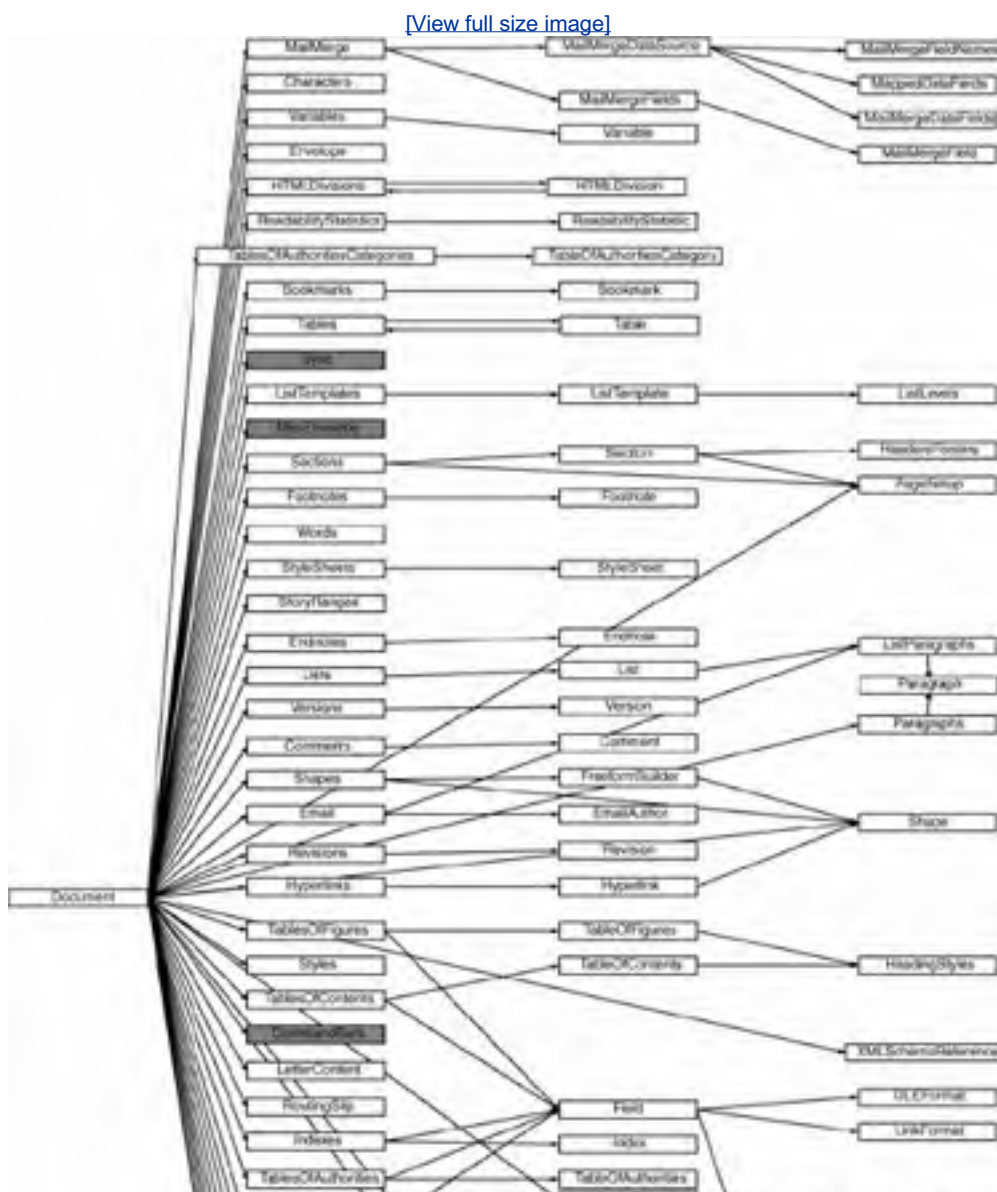 [View full size image]
MailMerge MailMergeDataSource MailMergeFieldNames
Characters MappedDataFields
MailMergeFields
Variables Variable MailMergeDataFields
Envelope MailMergeField
HTMLDivisions HTMLDivision
ReadabilityStatistics ReadabilityStatistic
TablesOfAuthoritiesCategories TableOfAuthoritiesCategory
Bookmarks Bookmark
Tables Table
Sync
ListTemplates ListTemplate ListLevels
Sections Section HeadersFooters
PageSetup
Footnotes Footnote
Words
StyleSheets StyleSheet
StoryRanges
Endnotes Endnote ListParagraphs
Lists List
Paragraph
Versions Version
Paragraphs
Comments Comment
Shapes FreeformBuilder
Email EmailAuthor Shape
Revisions Revision
Hyperlinks Hyperlink
Document
TablesOfFigures TableOfFigures
Styles TableOfContents HeadingStyles
TablesOfContents
CommandBars
XMLSchemaReference
LetterContent
OLEFormat
RoutingSlip Field
LinkFormat
Indexes Index
TablesOfAuthorities TableOfAuthorities